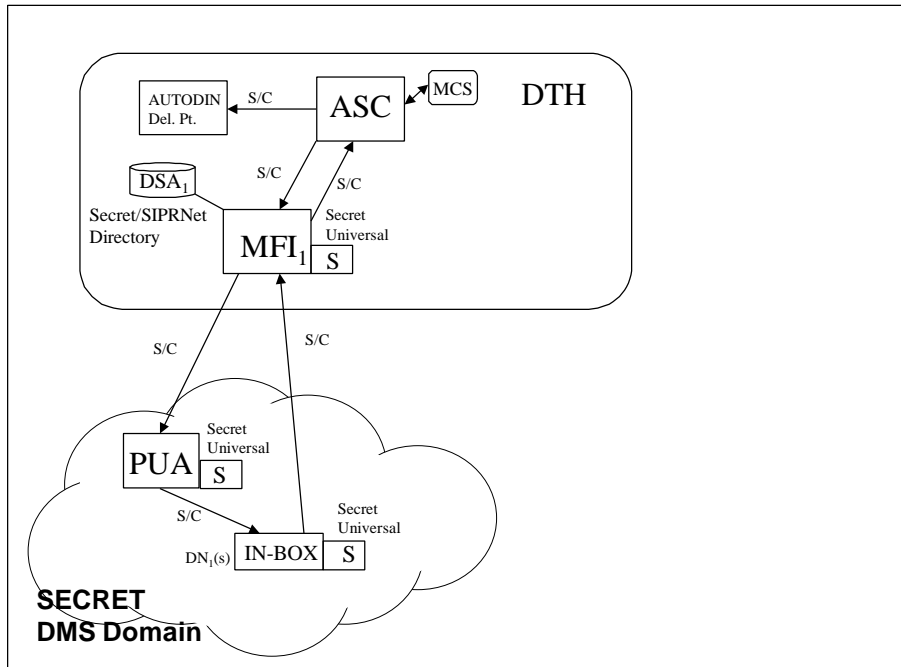 DTH
MCS
ASC
AUTODIN
Del. Pt.
S/C
S/C
S/C
DSA₁
Secret/SIPRNet
Directory
MFI₁
Secret
Universal
S
S/C
S/C
Secret
Universal
PUA
S
S/C
Secret
Universal
DN₁(s)
IN-BOX
S
SECRET
DMS Domain